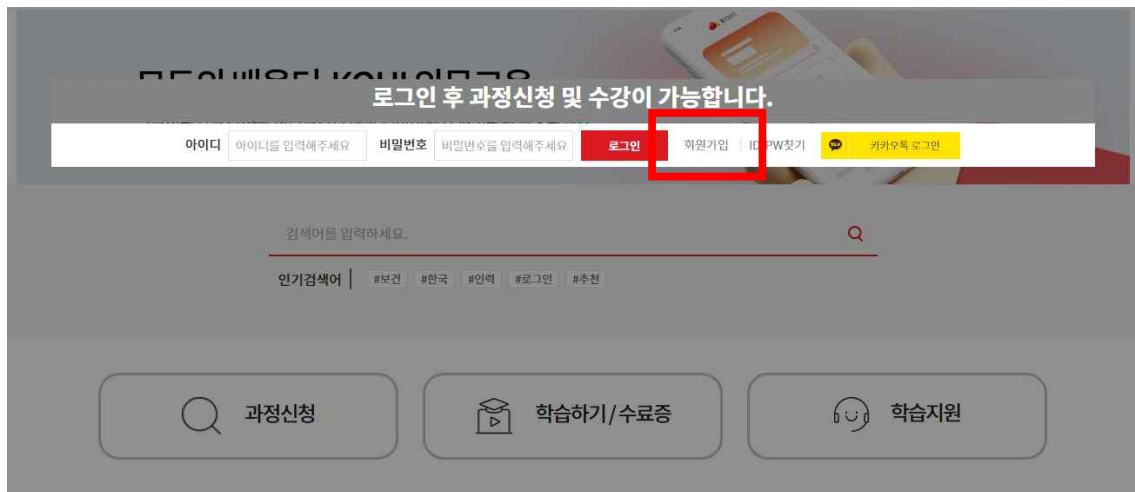 로그인 후 과정신청 및 수강이 가능합니다.
아이디 아이디를 입력해주세요 비밀번호 비밀번호를 입력해주세요 로그인 회원가입 ID/PW찾기 TALK 카카오톡 로그인
검색어를 입력하세요.
인기검색어 #보건 #한국 #인력 #로그인 #추천
과정신청 학습하기/수료증 학습지원